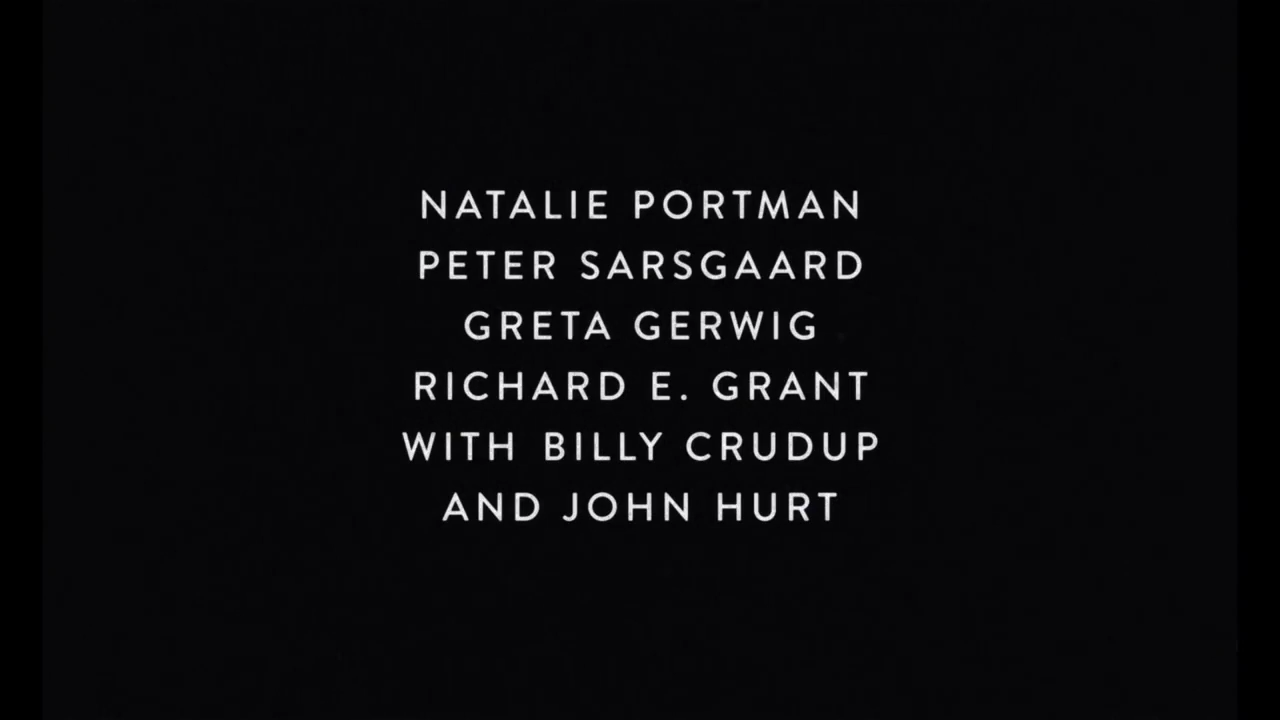 NATALIE PORTMAN
PETER SARSGAARD
GRETA GERWIG
RICHARD E. GRANT
WITH BILLY CRUDUP
AND JOHN HURT